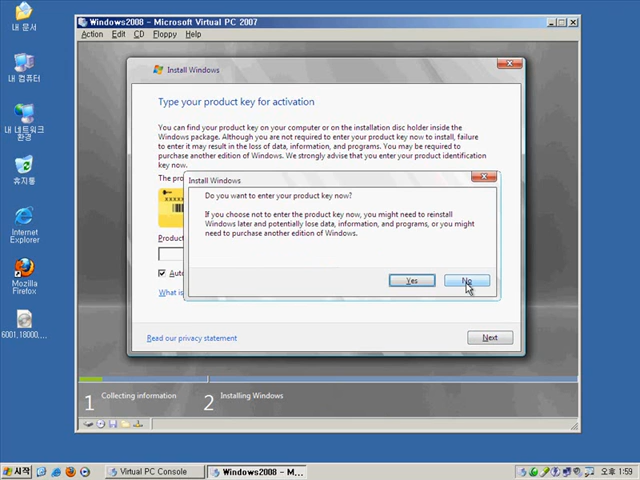 내 문서
내 컴퓨터
내 네트워크
환경
휴지통
Internet
Explorer
Mozilla
Firefox
Windows2008 - Microsoft Virtual PC 2007
Action Edit CD Floppy Help
Install Windows
Type your product key for activation
You can find your product key on your computer or on the installation disc holder inside the
Windows package. Although you are not required to enter your product key now to install, failure
to enter it may result in the loss of data, information, and programs. You may be required to
purchase another edition of Windows. We strongly advise that you enter your product identification
key now.
The pro
Install Windows
Do you want to enter your product key now?
If you choose not to enter the product key now, you might need to reinstall
Windows later and potentially lose data, information, and programs, or you might
need to purchase another edition of Windows.
Yes No
Produc
Auto
What is
Read our privacy statement
Next
1 Collecting information
2 Installing Windows
시작
Virtual PC Console
Windows2008 - M...
오후 1:59